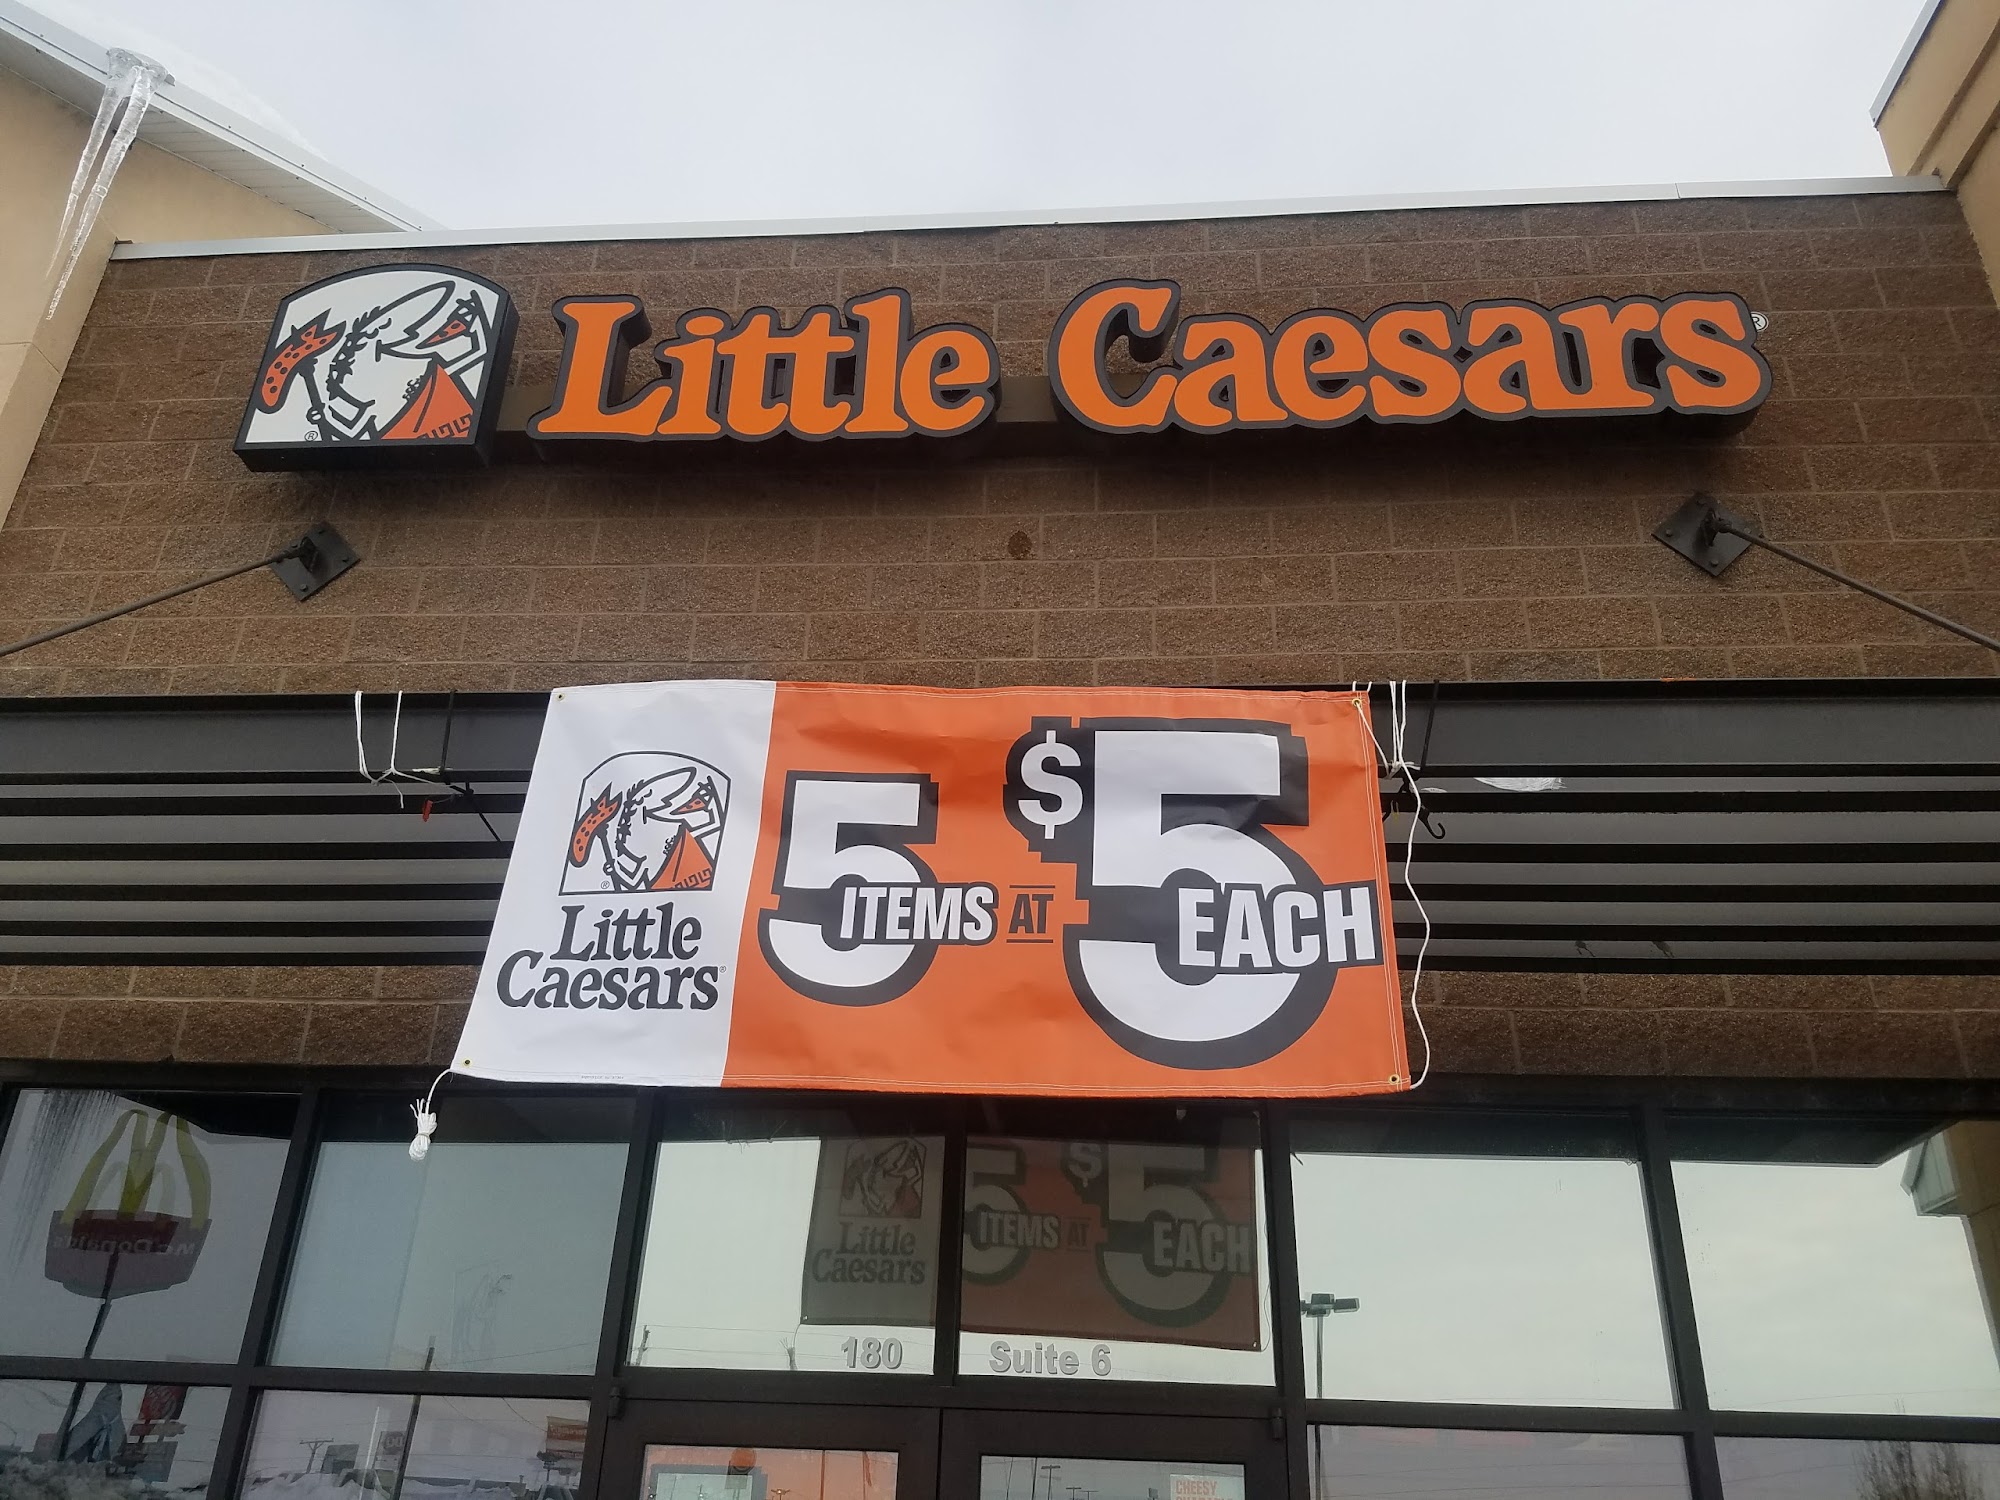 Little Caesars®
Little
Caesars®
5 ITEMS AT $5 EACH
McDonald's
Little
Caesars
5 ITEMS AT $5 EACH
180 Suite 6
CHEESY